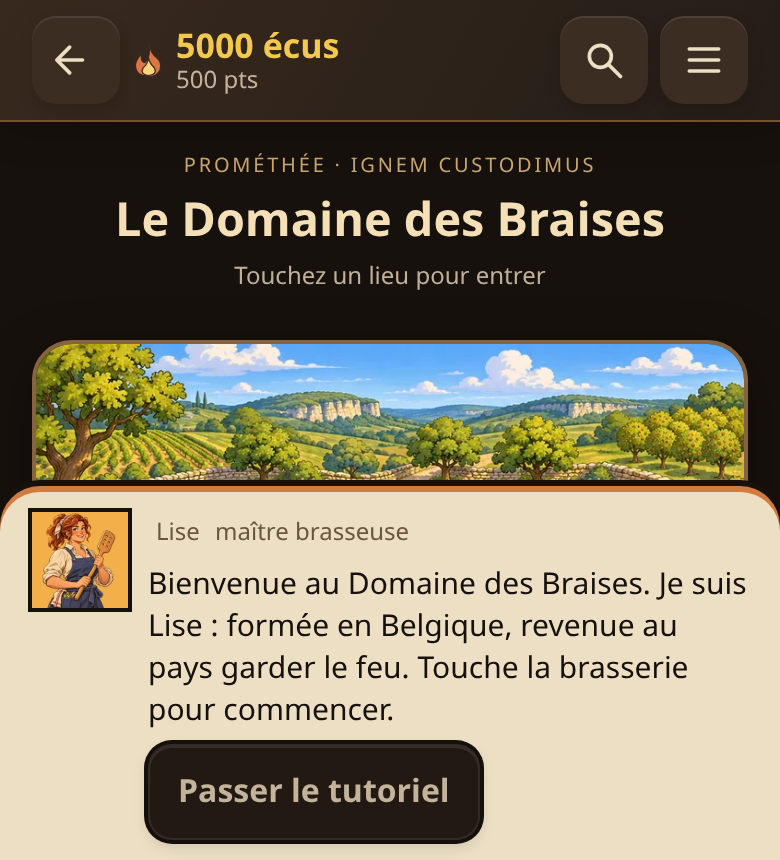 5000 écus
500 pts
PROMÉTHÉE · IGNEM CUSTODIMUS
Le Domaine des Braises
Touchez un lieu pour entrer
Lise maître brasseuse
Bienvenue au Domaine des Braises. Je suis
Lise : formée en Belgique, revenue au
pays garder le feu. Touche la brasserie
pour commencer.
Passer le tutoriel